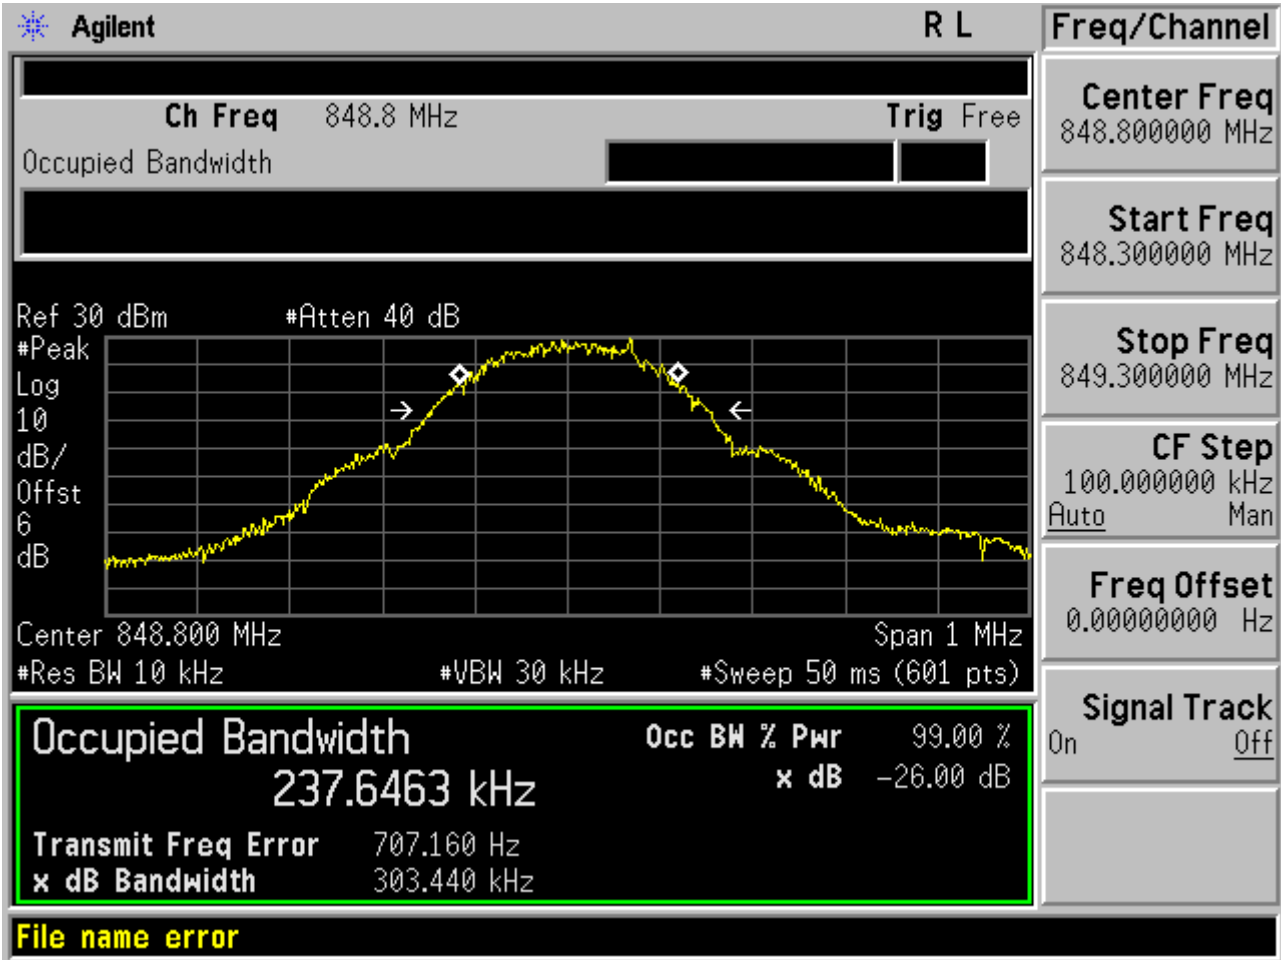 Agilent R L Freq/Channel
Ch Freq 848.8 MHz Trig Free
Occupied Bandwidth
Center Freq
848.800000 MHz
Start Freq
848.300000 MHz
Stop Freq
849.300000 MHz
CF Step
100.000000 kHz
Auto Man
Freq Offset
0.00000000 Hz
Signal Track
On Off
Ref 30 dBm #Atten 40 dB
#Peak
Log
10
dB/
Offst
6
dB
Center 848.800 MHz Span 1 MHz
#Res BW 10 kHz #VBW 30 kHz #Sweep 50 ms (601 pts)
Occupied Bandwidth Occ BW % Pwr 99.00 %
237.6463 kHz x dB -26.00 dB
Transmit Freq Error 707.160 Hz
x dB Bandwidth 303.440 kHz
File name error